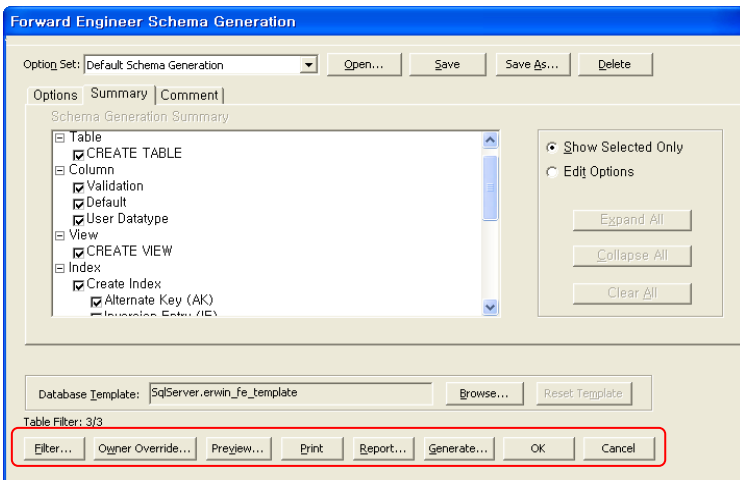 Forward Engineer Schema Generation
Option Set: Default Schema Generation Open... Save Save As... Delete
Options Summary Comment
Schema Generation Summary
Table
CREATE TABLE
Column
Validation
Default
User Datatype
View
CREATE VIEW
Index
Create Index
Alternate Key (AK)
Inversion Entry (IE)
Show Selected Only
Edit Options
Expand All
Collapse All
Clear All
Database Template: SqlServer.erwin_fe_template Browse... Reset Template
Table Filter: 3/3
Filter... Owner Override... Preview... Print Report... Generate... OK Cancel